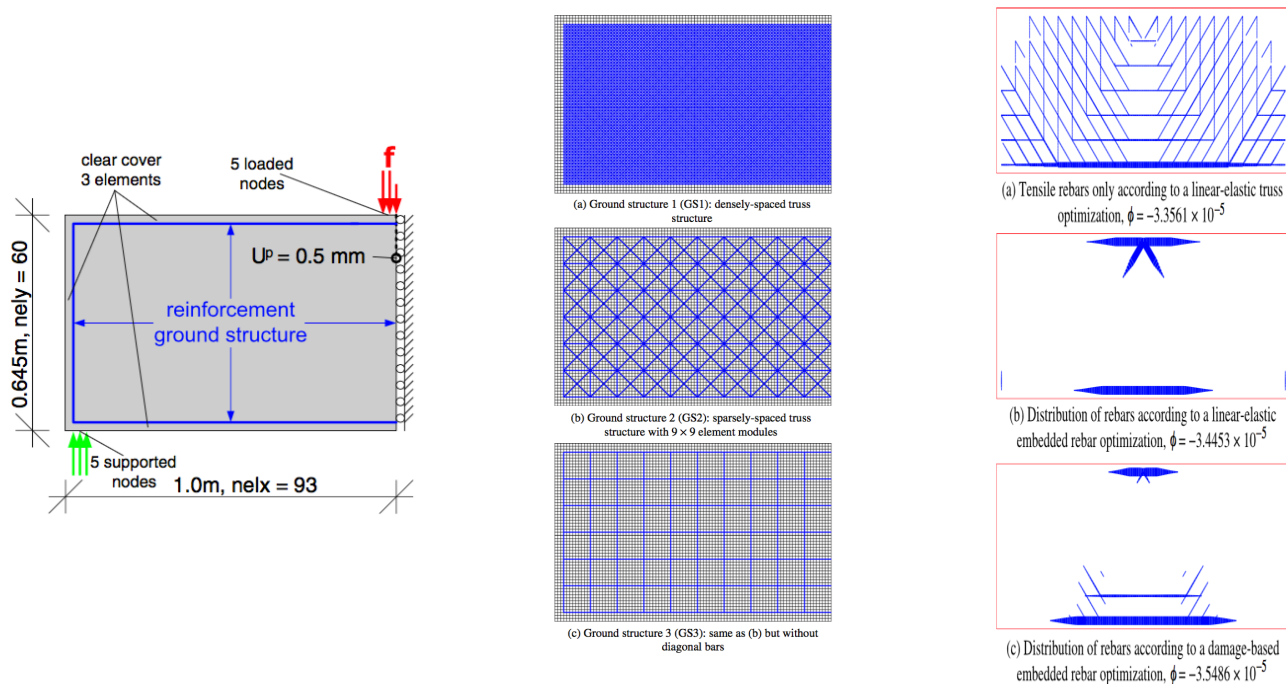 clear cover
3 elements
5 loaded
nodes
f
Uᵖ = 0.5 mm
reinforcement
ground structure
0.645m, nely = 60
5 supported
nodes
1.0m, nelx = 93
(a) Ground structure 1 (GS1): densely-spaced truss
structure
(b) Ground structure 2 (GS2): sparsely-spaced truss
structure with 9 × 9 element modules
(c) Ground structure 3 (GS3): same as (b) but without
diagonal bars
(a) Tensile rebars only according to a linear-elastic truss
optimization, ϕ = −3.3561 × 10⁻⁵
(b) Distribution of rebars according to a linear-elastic
embedded rebar optimization, ϕ = −3.4453 × 10⁻⁵
(c) Distribution of rebars according to a damage-based
embedded rebar optimization, ϕ = −3.5486 × 10⁻⁵